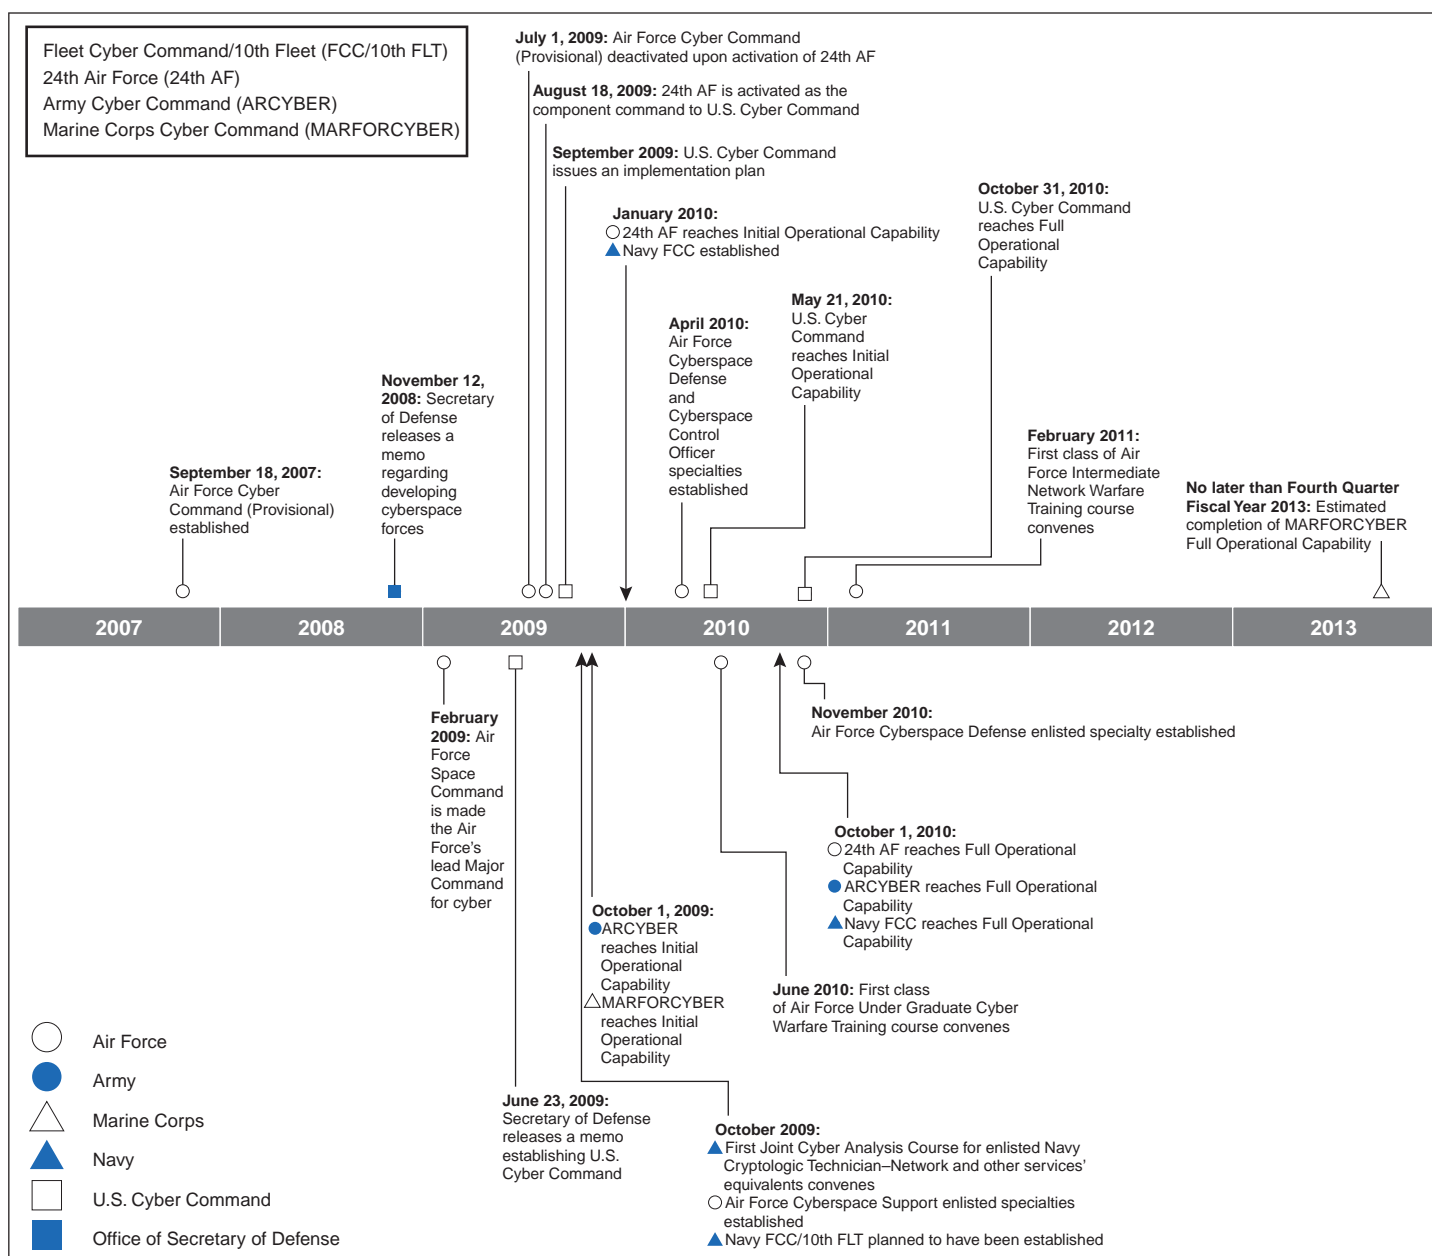 Fleet Cyber Command/10th Fleet (FCC/10th FLT)
24th Air Force (24th AF)
Army Cyber Command (ARCYBER)
Marine Corps Cyber Command (MARFORCYBER)
July 1, 2009: Air Force Cyber Command
(Provisional) deactivated upon activation of 24th AF
August 18, 2009: 24th AF is activated as the
component command to U.S. Cyber Command
September 2009: U.S. Cyber Command
issues an implementation plan
January 2010:
24th AF reaches Initial Operational Capability
Navy FCC established
October 31, 2010:
U.S. Cyber Command
reaches Full
Operational
Capability
May 21, 2010:
U.S. Cyber
Command
reaches Initial
Operational
Capability
April 2010:
Air Force
Cyberspace
Defense
and
Cyberspace
Control
Officer
specialties
established
November 12,
2008: Secretary
of Defense
releases a
memo
regarding
developing
cyberspace
forces
September 18, 2007:
Air Force Cyber
Command (Provisional)
established
February 2011:
First class of Air
Force Intermediate
Network Warfare
Training course
convenes
No later than Fourth Quarter
Fiscal Year 2013: Estimated
completion of MARFORCYBER
Full Operational Capability
2007
2008
2009
2010
2011
2012
2013
February
2009: Air
Force
Space
Command
is made
the Air
Force's
lead Major
Command
for cyber
November 2010:
Air Force Cyberspace Defense enlisted specialty established
October 1, 2010:
24th AF reaches Full Operational
Capability
ARCYBER reaches Full Operational
Capability
Navy FCC reaches Full Operational
Capability
October 1, 2009:
ARCYBER
reaches Initial
Operational
Capability
MARFORCYBER
reaches Initial
Operational
Capability
June 2010: First class
of Air Force Under Graduate Cyber
Warfare Training course convenes
June 23, 2009:
Secretary of Defense
releases a memo
establishing U.S.
Cyber Command
October 2009:
First Joint Cyber Analysis Course for enlisted Navy
Cryptologic Technician–Network and other services'
equivalents convenes
Air Force Cyberspace Support enlisted specialties
established
Navy FCC/10th FLT planned to have been established
Air Force
Army
Marine Corps
Navy
U.S. Cyber Command
Office of Secretary of Defense